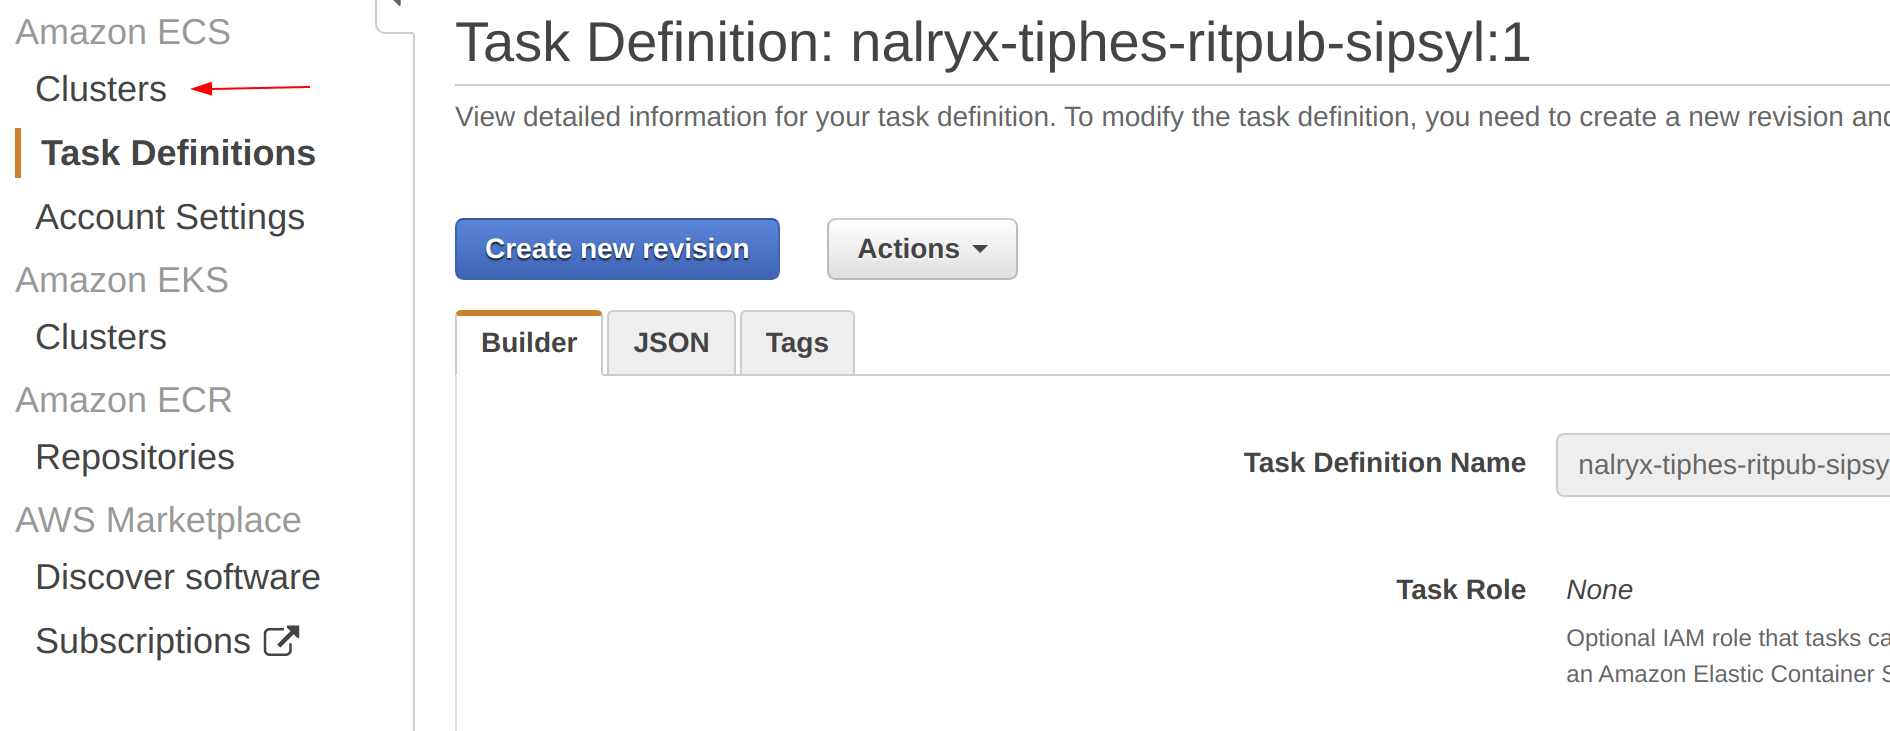 Amazon ECS
Clusters
Task Definitions
Account Settings
Amazon EKS
Clusters
Amazon ECR
Repositories
AWS Marketplace
Discover software
Subscriptions
Task Definition: nalryx-tiphes-ritpub-sipsyl:1
View detailed information for your task definition. To modify the task definition, you need to create a new revision and
Create new revision
Actions
Builder
JSON
Tags
Task Definition Name
nalryx-tiphes-ritpub-sipsy
Task Role
None
Optional IAM role that tasks ca
an Amazon Elastic Container S